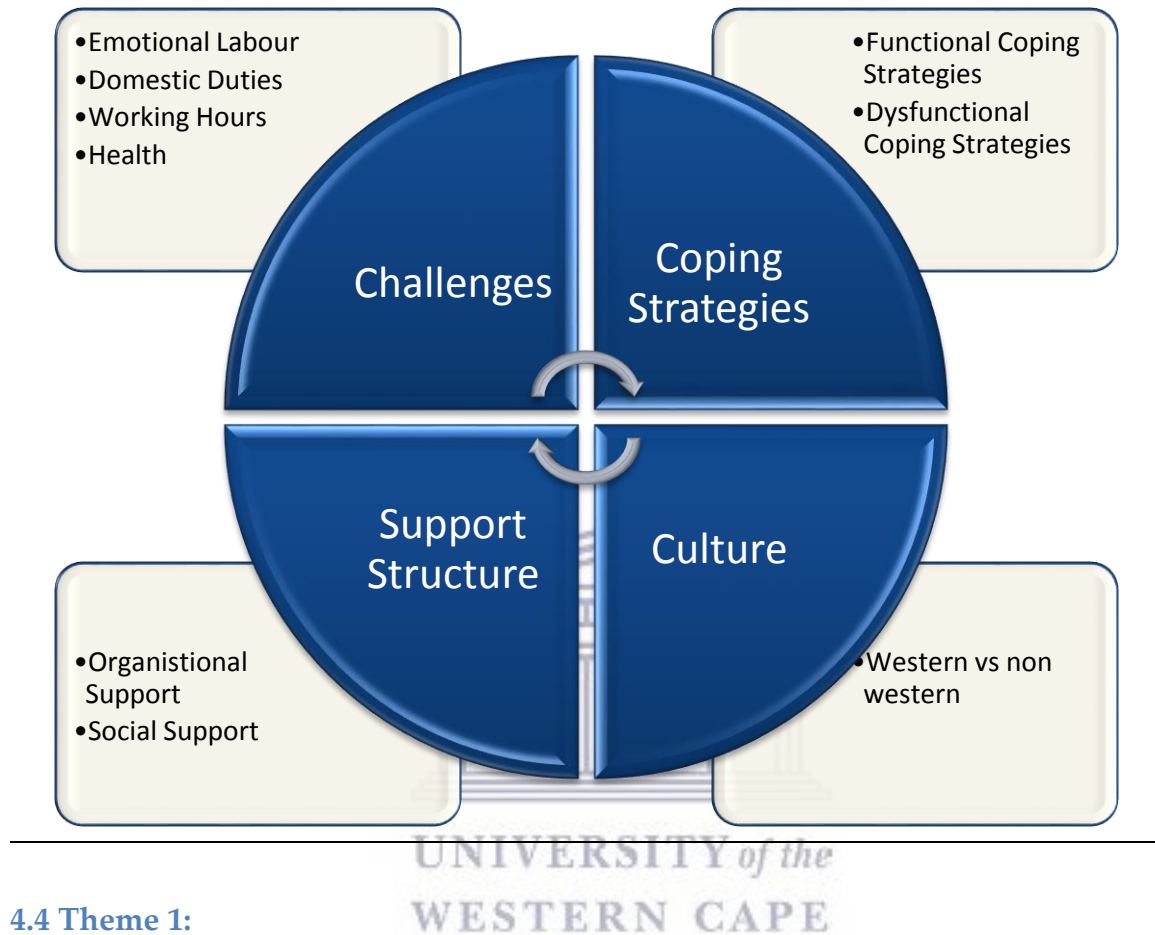 •Emotional Labour
•Domestic Duties
•Working Hours
•Health
•Functional Coping
Strategies
•Dysfunctional
Coping Strategies
Challenges
Coping
Strategies
Support
Structure
Culture
•Organistional
Support
•Social Support
•Western vs non
western
UNIVERSITY of the
WESTERN CAPE
4.4 Theme 1: